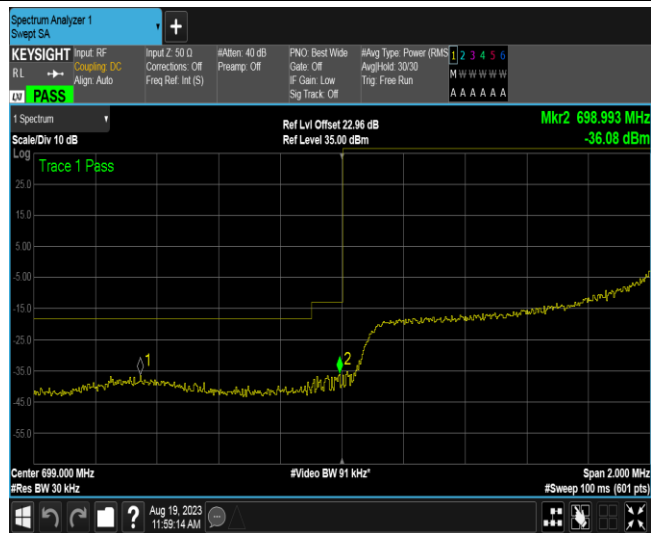 Spectrum Analyzer 1
Swept SA
+
KEYSIGHT
RL
LXI PASS
Input: RF
Coupling: DC
Align: Auto
Input Z: 50 Ω
Corrections: Off
Freq Ref: Int (S)
#Atten: 40 dB
Preamp: Off
PNO: Best Wide
Gate: Off
IF Gain: Low
Sig Track: Off
#Avg Type: Power (RMS
Avg|Hold: 30/30
Trig: Free Run
1 2 3 4 5 6
M W W W W W
A A A A A A
1 Spectrum
Scale/Div 10 dB
Ref Lvl Offset 22.96 dB
Ref Level 35.00 dBm
Mkr2 698.993 MHz
-36.08 dBm
Log
Trace 1 Pass
25.0
15.0
5.00
-5.00
-15.0
-25.0
-35.0
-45.0
-55.0
1
2
Center 699.000 MHz
#Res BW 30 kHz
#Video BW 91 kHz*
Span 2.000 MHz
#Sweep 100 ms (601 pts)
?
Aug 19, 2023
11:59:14 AM